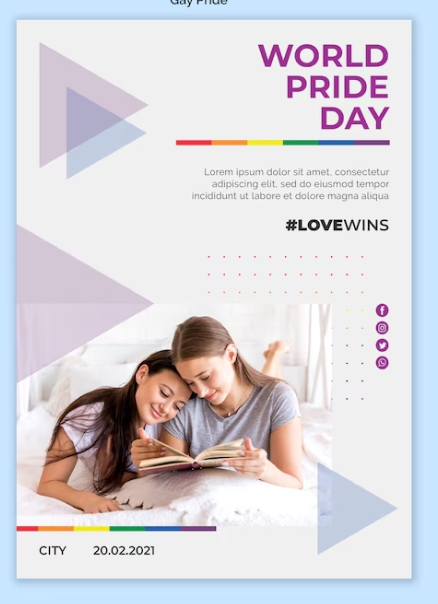 Gay Pride
WORLD
PRIDE
DAY
Lorem ipsum dolor sit amet, consectetur
adipiscing elit, sed do eiusmod tempor
incididunt ut labore et dolore magna aliqua
#LOVEWINS
CITY 20.02.2021